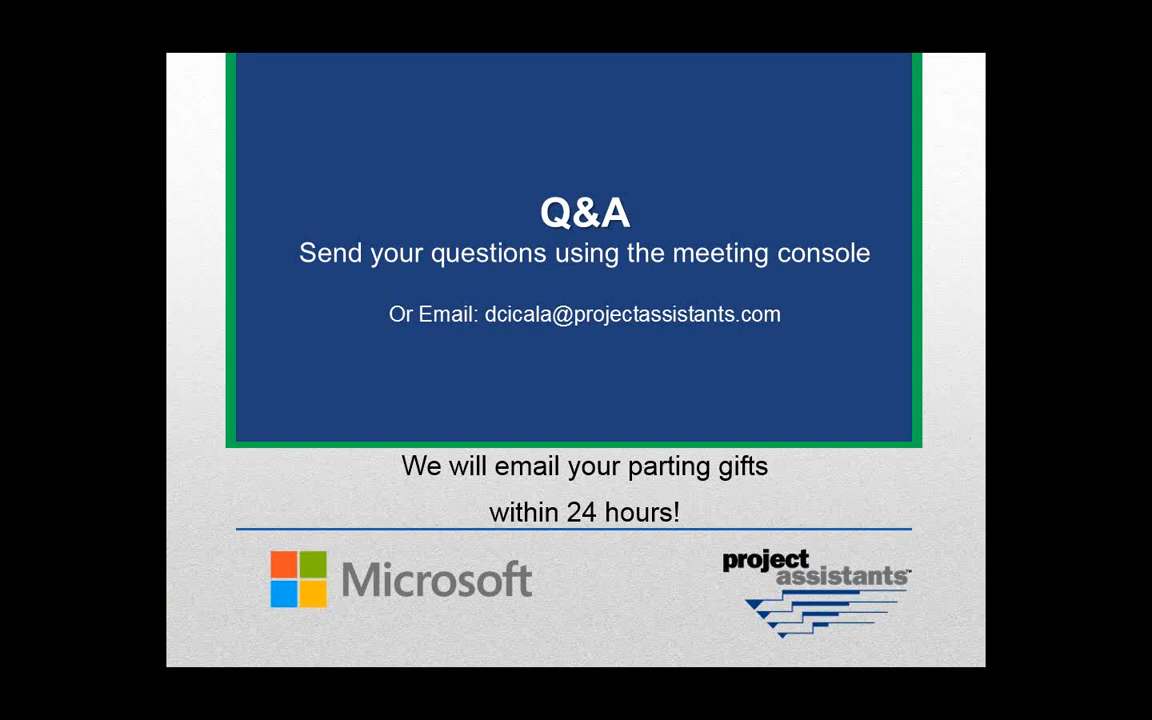 Q&A
Send your questions using the meeting console
Or Email: dcicala@projectassistants.com
We will email your parting gifts
within 24 hours!
Microsoft
project
assistants™